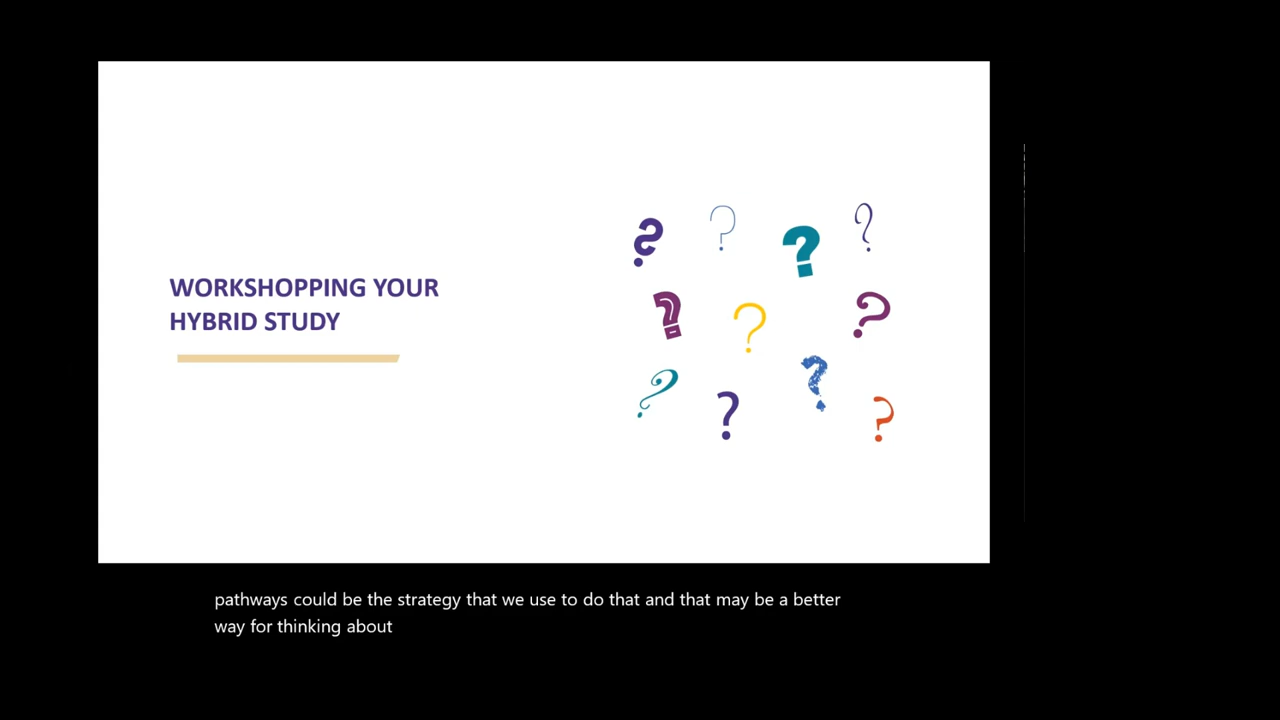 WORKSHOPPING YOUR
HYBRID STUDY
? ? ? ?
? ? ?
? ? ? ?
pathways could be the strategy that we use to do that and that may be a better
way for thinking about